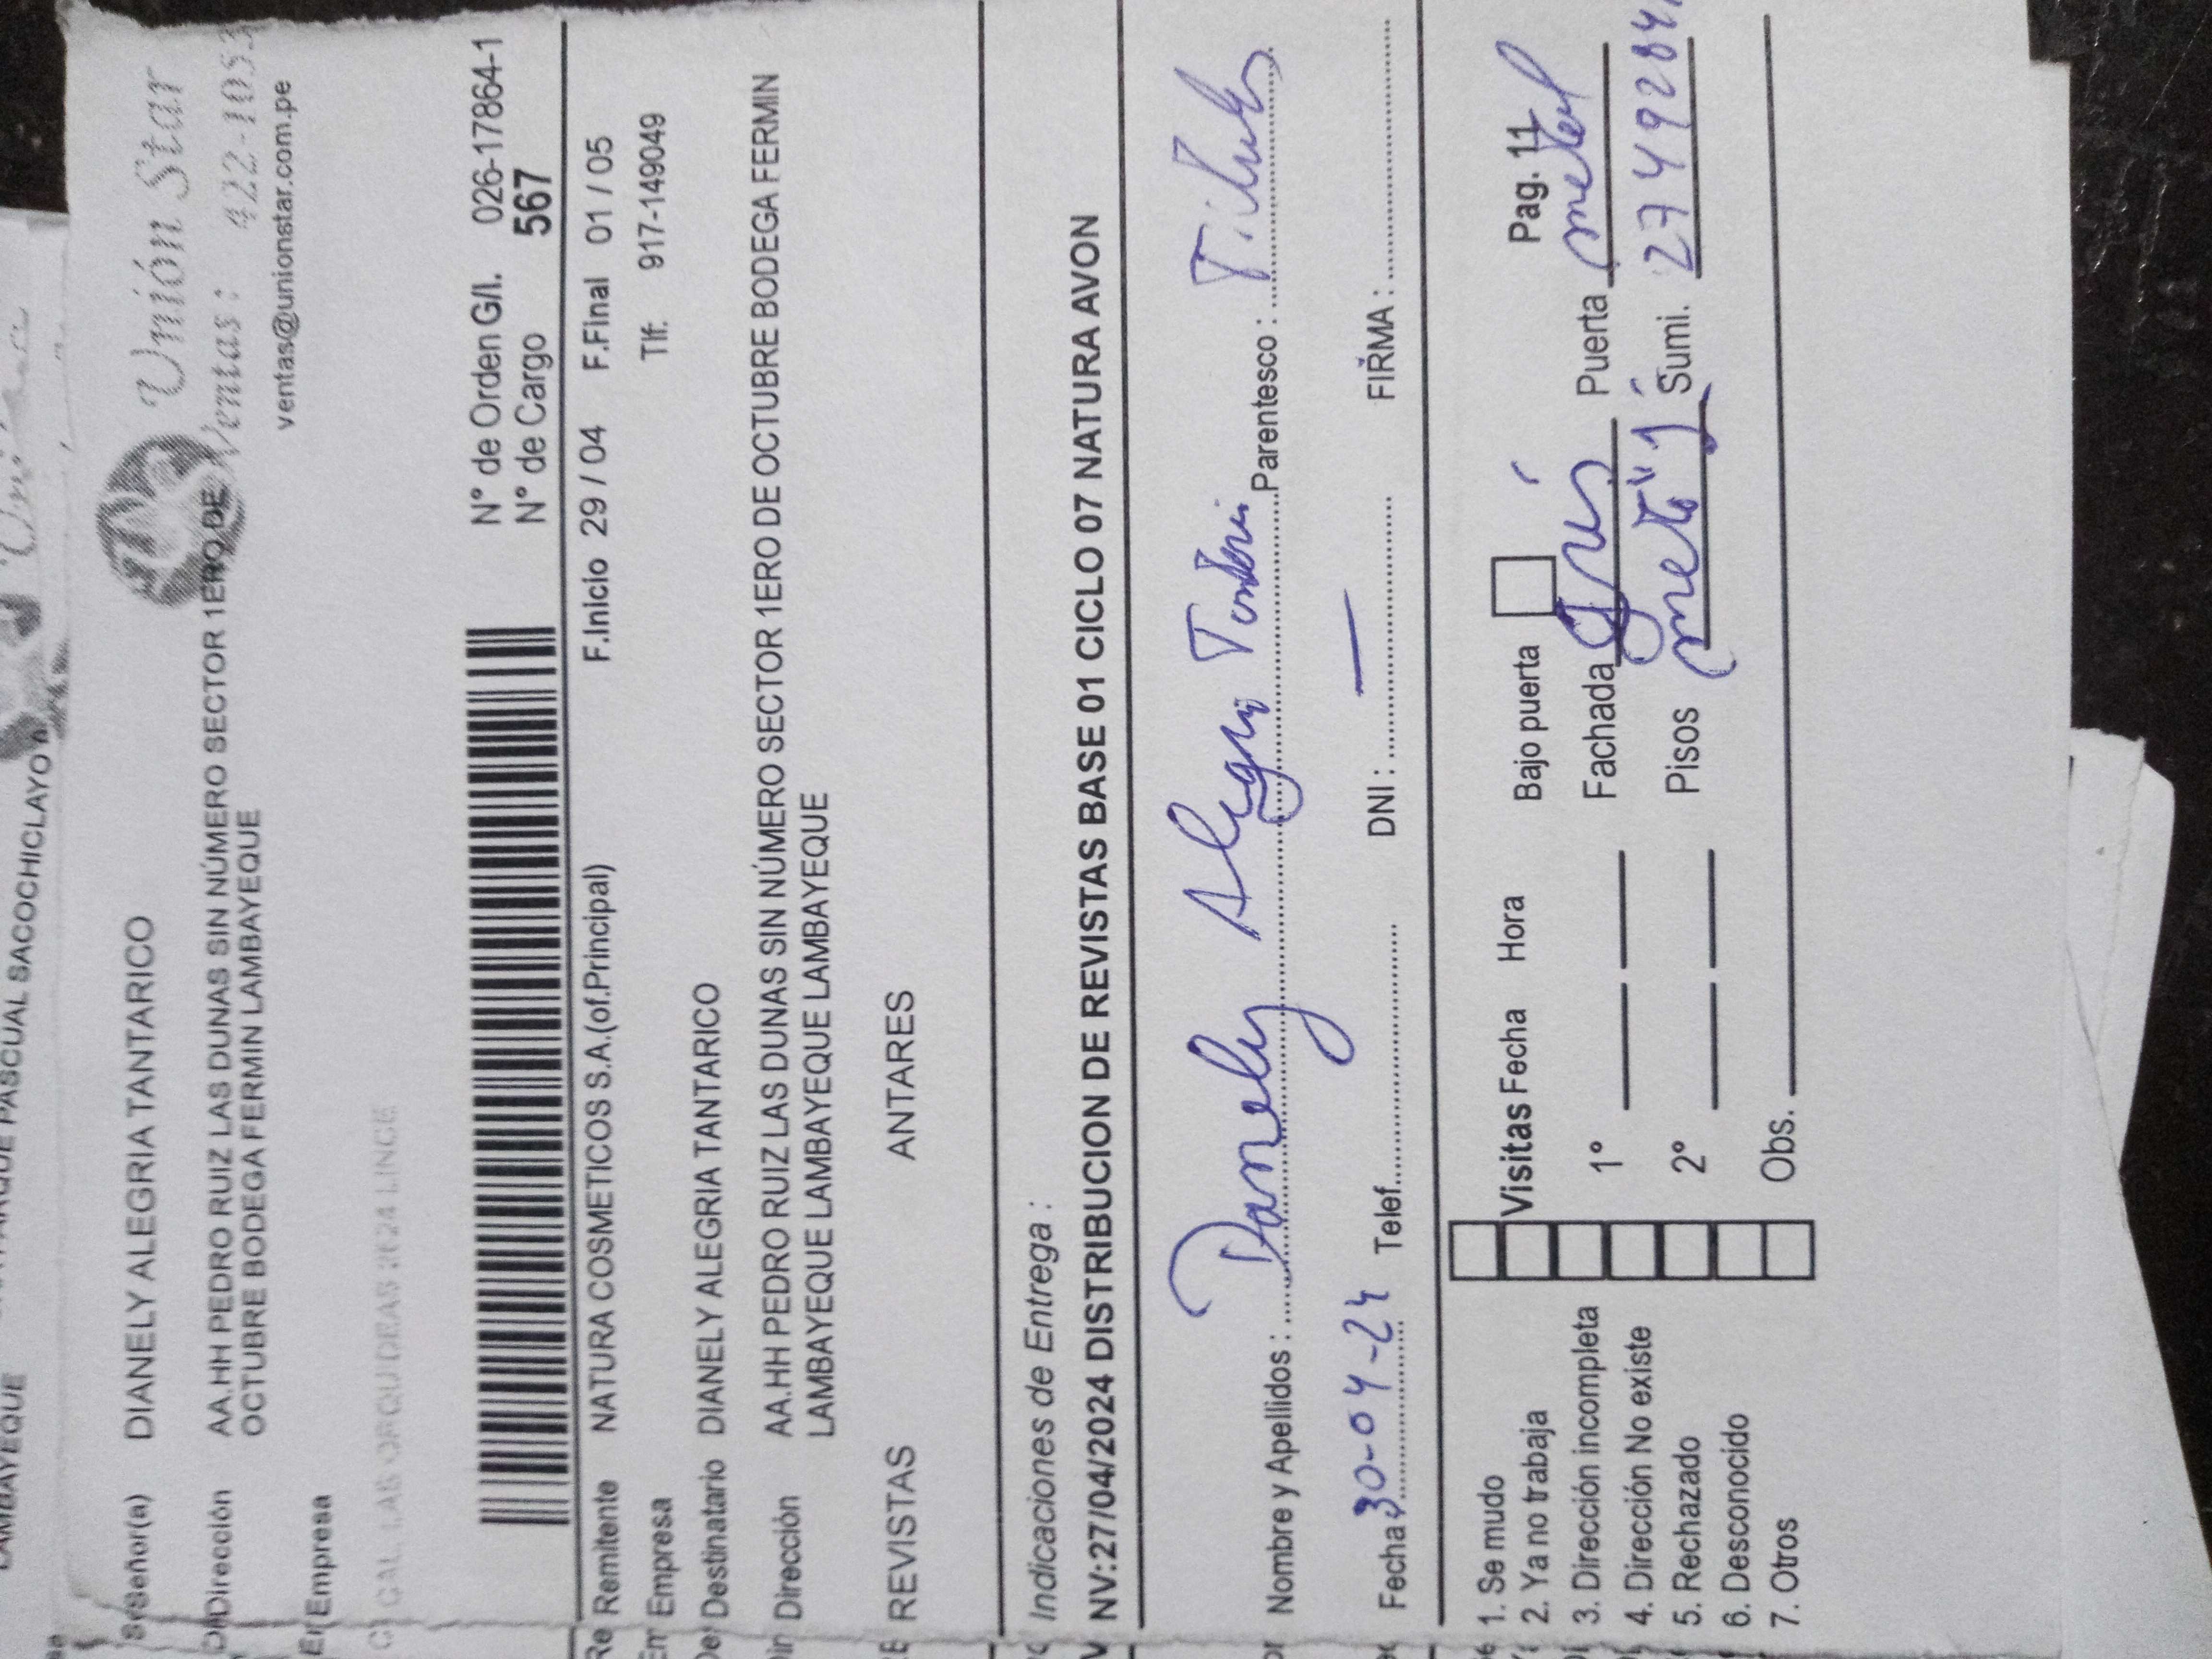 Unión Star
Ventas: 422-1053
ventas@unionstar.com.pe
Señor(a) DIANELY ALEGRIA TANTARICO
Dirección AA.HH PEDRO RUIZ LAS DUNAS SIN NÚMERO SECTOR 1ERO DE
OCTUBRE BODEGA FERMIN LAMBAYEQUE
Empresa
N° de Orden G/I. 026-17864-1
N° de Cargo 567
Remitente NATURA COSMETICOS S.A.(of.Principal) F.Inicio 29 / 04 F.Final 01 / 05
Empresa Tlf. 917-149049
Destinatario DIANELY ALEGRIA TANTARICO
Dirección AA.HH PEDRO RUIZ LAS DUNAS SIN NÚMERO SECTOR 1ERO DE OCTUBRE BODEGA FERMIN
LAMBAYEQUE LAMBAYEQUE LAMBAYEQUE
REVISTAS ANTARES
Indicaciones de Entrega :
NV:27/04/2024 DISTRIBUCION DE REVISTAS BASE 01 CICLO 07 NATURA AVON
Nombre y Apellidos : Alegria Parentesco :
Fecha 30-04-24 Telef. DNI : — FIRMA :
1. Se mudo
2. Ya no trabaja
3. Dirección incompleta
4. Dirección No existe
5. Rechazado
6. Desconocido
7. Otros
Visitas Fecha Hora Bajo puerta Pag. 11
1° Fachada Puerta metal
2° Pisos Sumi.
Obs.
PASCUAL SACOCHICLAYO
LAMBAYEQUE